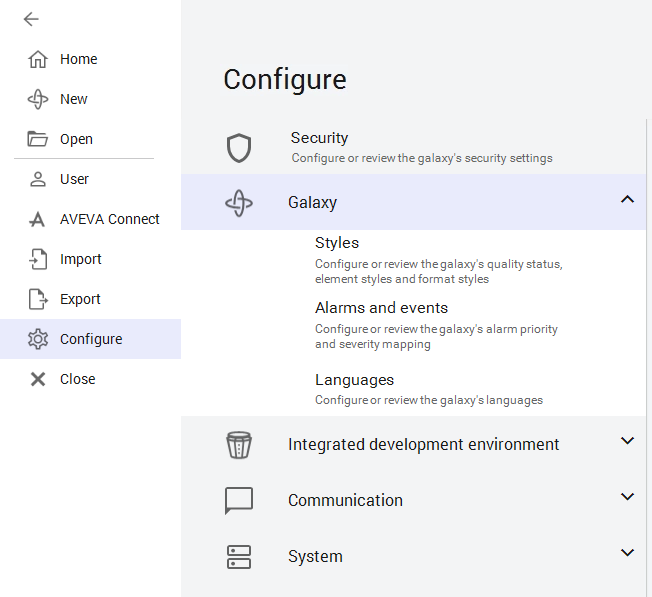 Home
New
Open
User
AVEVA Connect
Import
Export
Configure
Close
Configure
Security
Configure or review the galaxy's security settings
Galaxy
Styles
Configure or review the galaxy's quality status,
element styles and format styles
Alarms and events
Configure or review the galaxy's alarm priority
and severity mapping
Languages
Configure or review the galaxy's languages
Integrated development environment
Communication
System